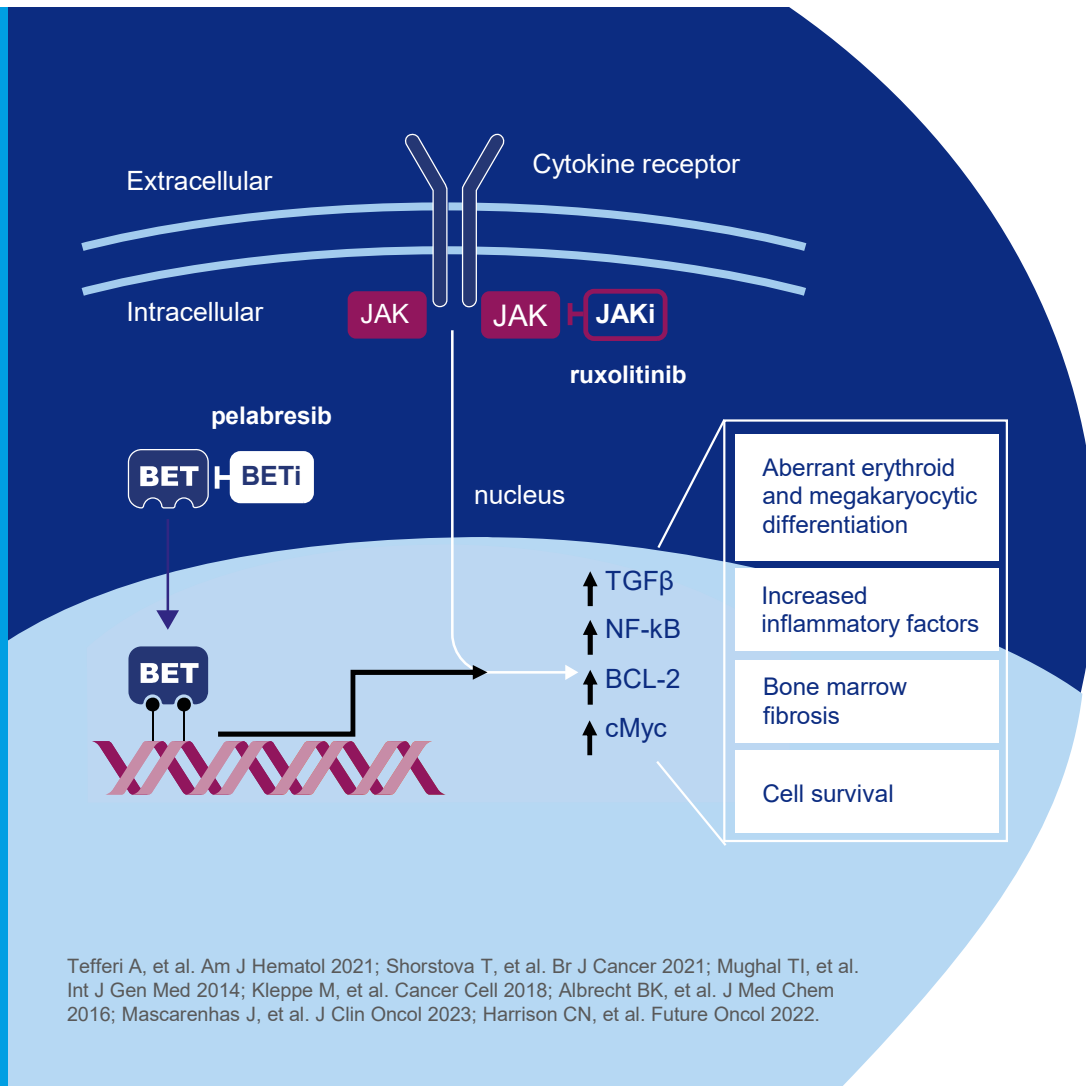 Extracellular
Cytokine receptor
Intracellular
JAK
JAK
JAKi
ruxolitinib
pelabresib
BET
BETi
nucleus
TGFβ
NF-kB
BCL-2
cMyc
BET
Aberrant erythroid
and megakaryocytic
differentiation
Increased
inflammatory factors
Bone marrow
fibrosis
Cell survival
Tefferi A, et al. Am J Hematol 2021; Shorstova T, et al. Br J Cancer 2021; Mughal TI, et al.
Int J Gen Med 2014; Kleppe M, et al. Cancer Cell 2018; Albrecht BK, et al. J Med Chem
2016; Mascarenhas J, et al. J Clin Oncol 2023; Harrison CN, et al. Future Oncol 2022.